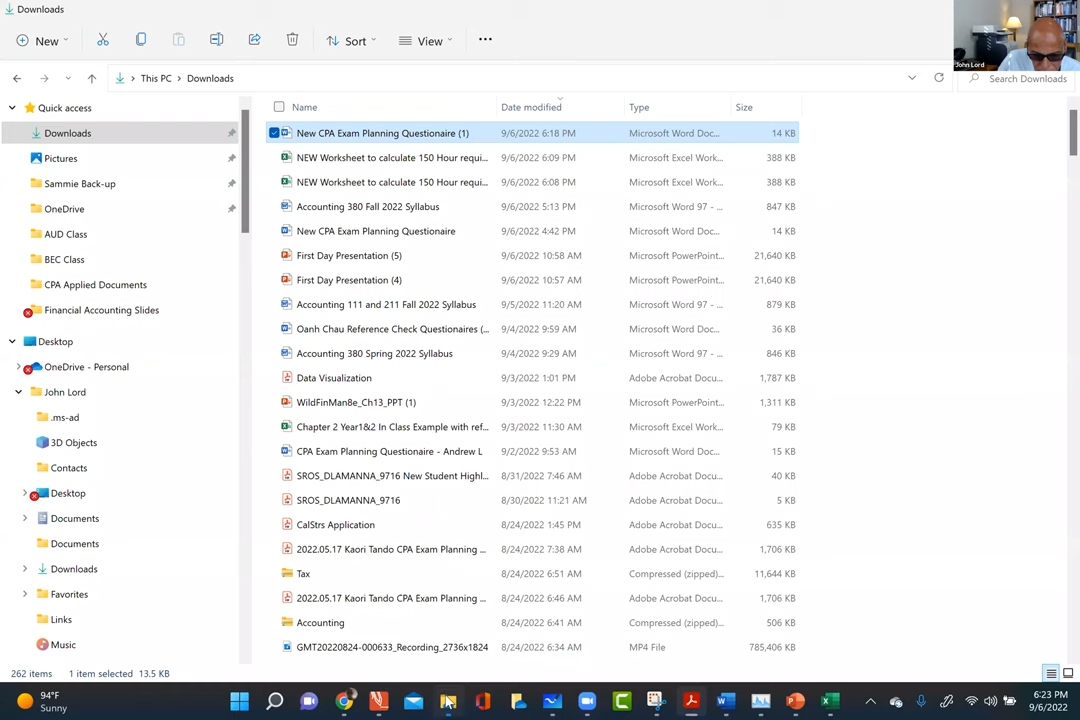 Downloads
New
Sort
View
John Lord
This PC > Downloads
Search Downloads
Quick access
Downloads
Pictures
Sammie Back-up
OneDrive
AUD Class
BEC Class
CPA Applied Documents
Financial Accounting Slides
Desktop
OneDrive - Personal
John Lord
.ms-ad
3D Objects
Contacts
Desktop
Documents
Documents
Downloads
Favorites
Links
Music
Name Date modified Type Size
New CPA Exam Planning Questionaire (1) 9/6/2022 6:18 PM Microsoft Word Doc... 14 KB
NEW Worksheet to calculate 150 Hour requi... 9/6/2022 6:09 PM Microsoft Excel Work... 388 KB
NEW Worksheet to calculate 150 Hour requi... 9/6/2022 6:08 PM Microsoft Excel Work... 388 KB
Accounting 380 Fall 2022 Syllabus 9/6/2022 5:13 PM Microsoft Word 97 - ... 847 KB
New CPA Exam Planning Questionaire 9/6/2022 4:42 PM Microsoft Word Doc... 14 KB
First Day Presentation (5) 9/6/2022 10:58 AM Microsoft PowerPoint... 21,640 KB
First Day Presentation (4) 9/6/2022 10:57 AM Microsoft PowerPoint... 21,640 KB
Accounting 111 and 211 Fall 2022 Syllabus 9/5/2022 11:20 AM Microsoft Word 97 - ... 879 KB
Oanh Chau Reference Check Questionaires (... 9/4/2022 9:59 AM Microsoft Word Doc... 36 KB
Accounting 380 Spring 2022 Syllabus 9/4/2022 9:29 AM Microsoft Word 97 - ... 846 KB
Data Visualization 9/3/2022 1:01 PM Adobe Acrobat Docu... 1,787 KB
WildFinMan8e_Ch13_PPT (1) 9/3/2022 12:22 PM Microsoft PowerPoint... 1,311 KB
Chapter 2 Year1&2 In Class Example with ref... 9/3/2022 11:30 AM Microsoft Excel Work... 79 KB
CPA Exam Planning Questionaire - Andrew L 9/2/2022 9:53 AM Microsoft Word Doc... 15 KB
SROS_DLAMANNA_9716 New Student Highl... 8/31/2022 7:46 AM Adobe Acrobat Docu... 40 KB
SROS_DLAMANNA_9716 8/30/2022 11:21 AM Adobe Acrobat Docu... 5 KB
CalStrs Application 8/24/2022 1:45 PM Adobe Acrobat Docu... 635 KB
2022.05.17 Kaori Tando CPA Exam Planning ... 8/24/2022 7:38 AM Adobe Acrobat Docu... 1,706 KB
Tax 8/24/2022 6:51 AM Compressed (zipped)... 11,644 KB
2022.05.17 Kaori Tando CPA Exam Planning ... 8/24/2022 6:46 AM Adobe Acrobat Docu... 1,706 KB
Accounting 8/24/2022 6:41 AM Compressed (zipped)... 506 KB
GMT20220824-000633_Recording_2736x1824 8/24/2022 6:34 AM MP4 File 785,406 KB
262 items 1 item selected 13.5 KB
94°F
Sunny
6:23 PM
9/6/2022